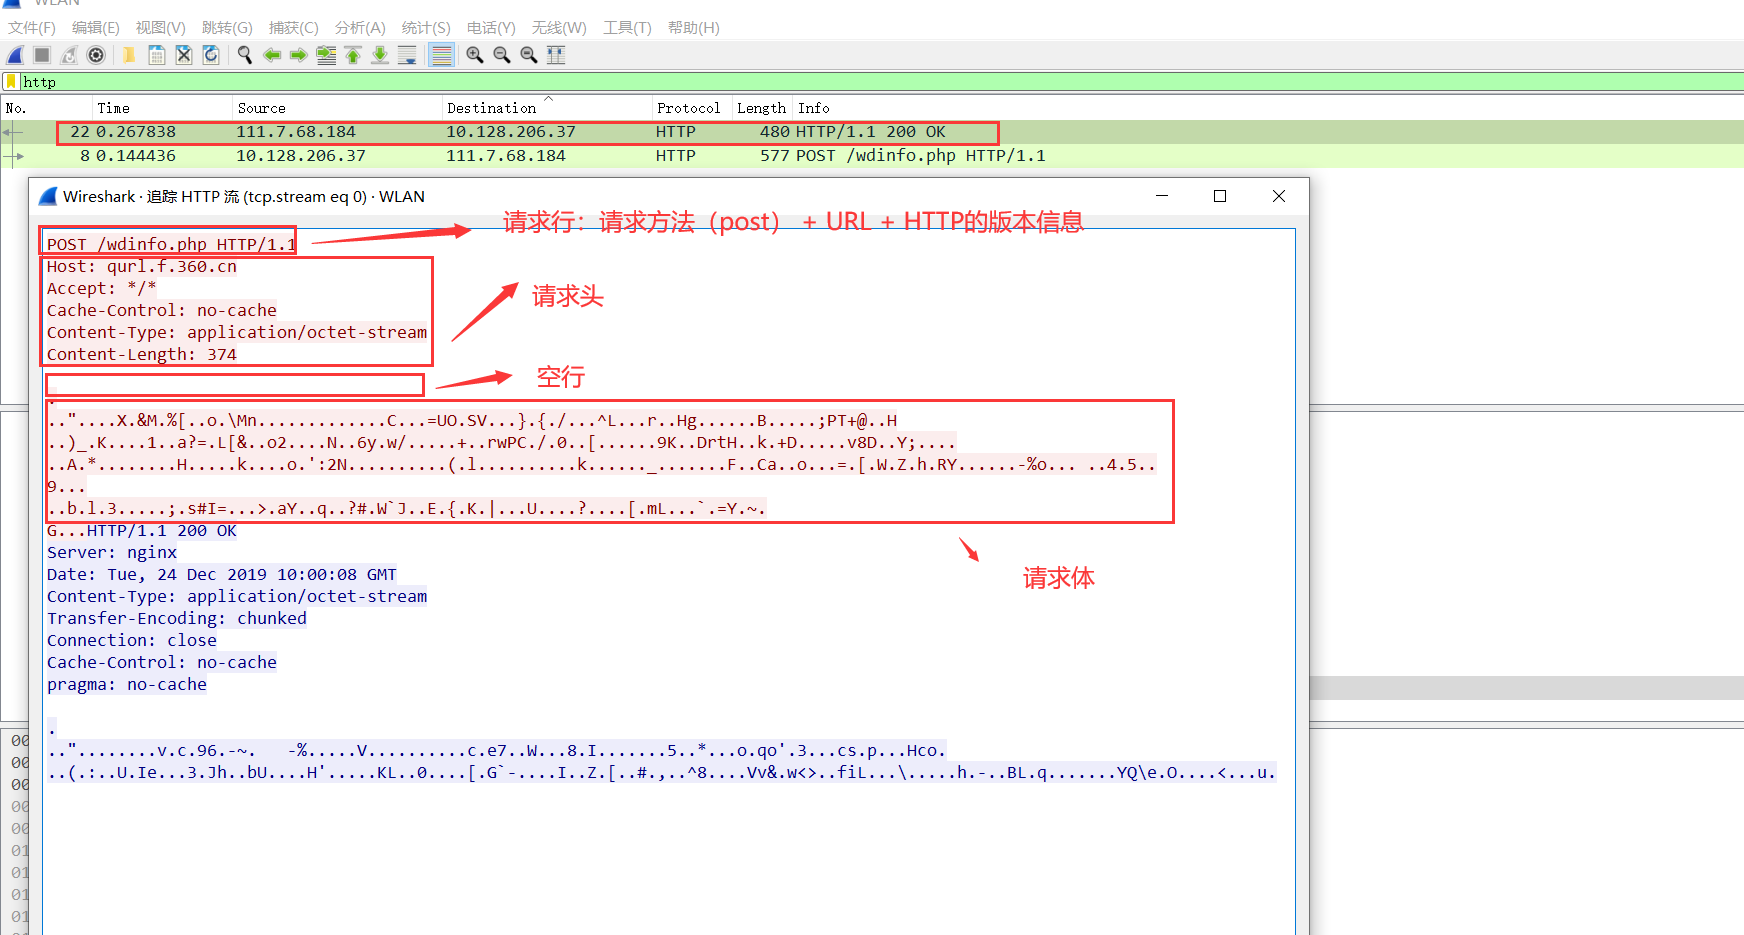 WLAN
文件(F) 编辑(E) 视图(V) 跳转(G) 捕获(C) 分析(A) 统计(S) 电话(Y) 无线(W) 工具(T) 帮助(H)
http
No. Time Source Destination Protocol Length Info
22 0.267838 111.7.68.184 10.128.206.37 HTTP 480 HTTP/1.1 200 OK
8 0.144436 10.128.206.37 111.7.68.184 HTTP 577 POST /wdinfo.php HTTP/1.1
Wireshark · 追踪 HTTP 流 (tcp.stream eq 0) · WLAN
请求行：请求方法（post） + URL + HTTP的版本信息
POST /wdinfo.php HTTP/1.1
Host: qurl.f.360.cn
Accept: */*
请求头
Cache-Control: no-cache
Content-Type: application/octet-stream
Content-Length: 374
空行
.
.."....X.&M.%[..o.\Mn.............C...=UO.SV...}.{./...^L...r..Hg......B.....;PT+@..H
..)_.K....1..a?=.L[&..o2....N..6y.w/.....+..rwPC./.0..[......9K..DrtH..k.+D.....v8D..Y;....
..A.*........H.....k....o.':2N..........(.l..........k......_.......F..Ca..o...=.[.W.Z.h.RY......-%o... ..4.5..
9...
..b.l.3.....;.s#I=...>.aY..q..?#.W`J..E.{.K.|...U....?....[.mL...`.=Y.~.
G...HTTP/1.1 200 OK
Server: nginx
Date: Tue, 24 Dec 2019 10:00:08 GMT
请求体
Content-Type: application/octet-stream
Transfer-Encoding: chunked
Connection: close
Cache-Control: no-cache
pragma: no-cache
.
..".........v.c.96.-~.   -%.....V..........c.e7..W...8.I.......5..*...o.qo'.3...cs.p...Hco.
..(.:..U.Ie...3.Jh..bU....H'.....KL..0....[.G`-....I..Z.[..#.,..^8....Vv&.w<>..fiL...\.....h.-..BL.q.......YQ\e.O....<...u.
00
00
00
00
00
01
01
01
01